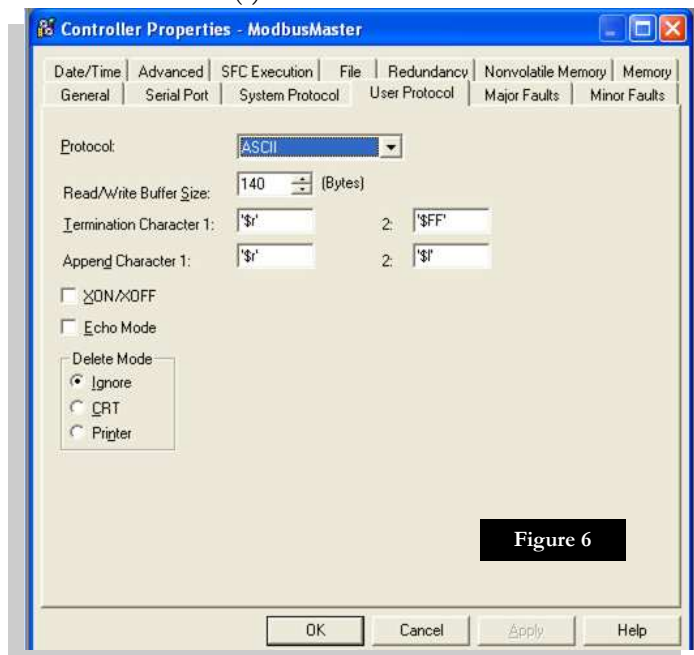 Controller Properties - ModbusMaster
Date/Time Advanced SFC Execution File Redundancy Nonvolatile Memory Memory
General Serial Port System Protocol User Protocol Major Faults Minor Faults
Protocol: ASCII
Read/Write Buffer Size: 140 (Bytes)
Termination Character 1: '$r' 2: '$FF'
Append Character 1: '$r' 2: '$l'
XON/XOFF
Echo Mode
Delete Mode
Ignore
CRT
Printer
Figure 6
OK Cancel Apply Help